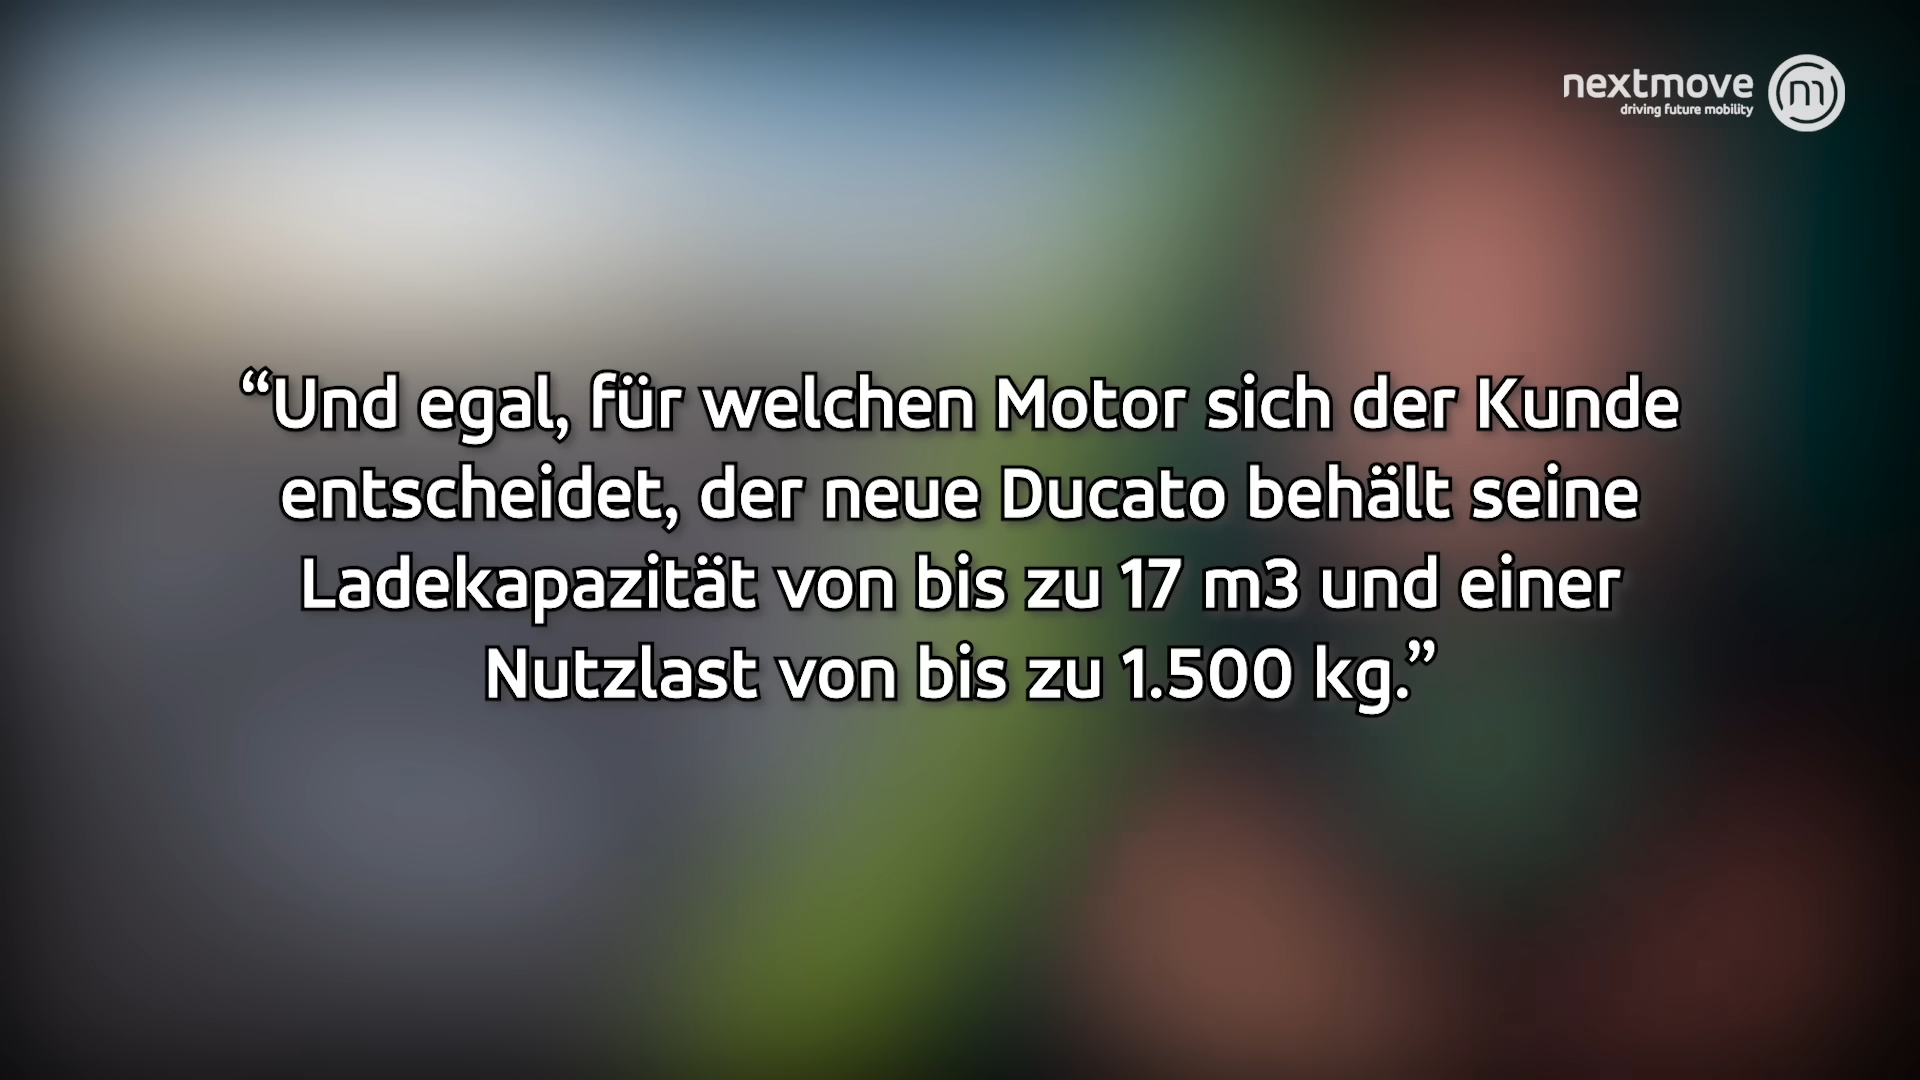 nextmove
driving future mobility
“Und egal, für welchen Motor sich der Kunde
entscheidet, der neue Ducato behält seine
Ladekapazität von bis zu 17 m3 und einer
Nutzlast von bis zu 1.500 kg.”